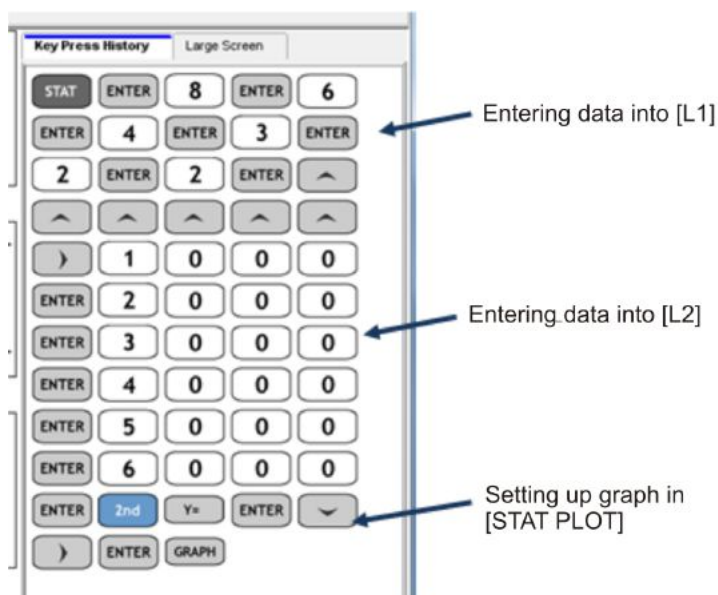 Key Press History Large Screen
STAT ENTER 8 ENTER 6
ENTER 4 ENTER 3 ENTER
2 ENTER 2 ENTER
1 0 0 0
ENTER 2 0 0 0
ENTER 3 0 0 0
ENTER 4 0 0 0
ENTER 5 0 0 0
ENTER 6 0 0 0
ENTER 2nd Y= ENTER
ENTER GRAPH
Entering data into [L1]
Entering data into [L2]
Setting up graph in
[STAT PLOT]